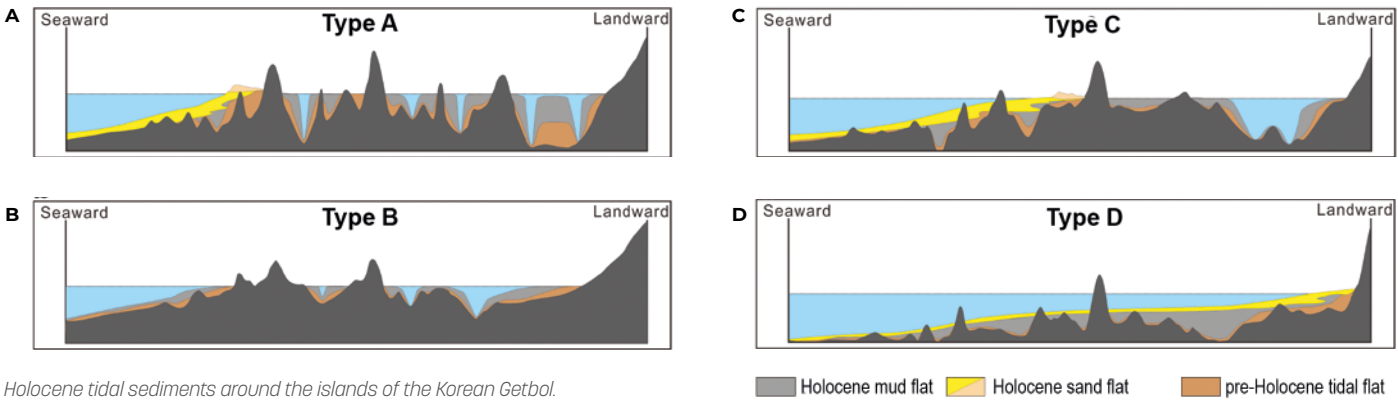 A
Seaward
Type A
Landward
B
Seaward
Type B
Landward
C
Seaward
Type C
Landward
D
Seaward
Type D
Landward
Holocene tidal sediments around the islands of the Korean Getbol.
Holocene mud flat
Holocene sand flat
pre-Holocene tidal flat